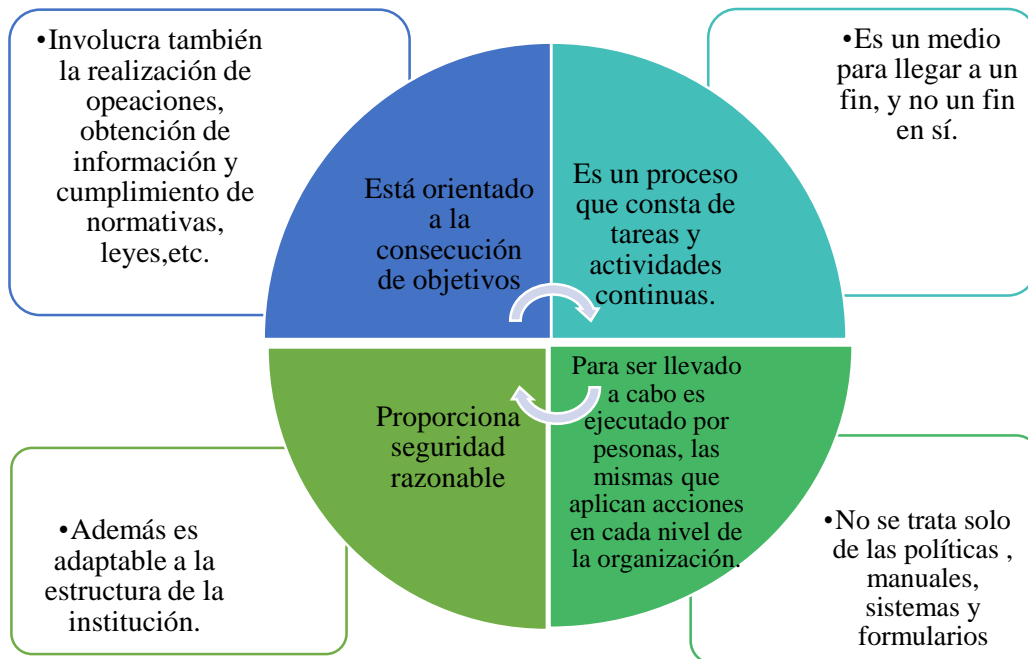 •Involucra también
la realización de
opeaciones,
obtención de
información y
cumplimiento de
normativas,
leyes,etc.
Está orientado
a la
consecución
de objetivos
•Es un medio
para llegar a un
fin, y no un fin
en sí.
Es un proceso
que consta de
tareas y
actividades
continuas.
Proporciona
seguridad
razonable
•Además es
adaptable a la
estructura de la
institución.
Para ser llevado
a cabo es
ejecutado por
pesonas, las
mismas que
aplican acciones
en cada nivel de
la organización.
•No se trata solo
de las políticas ,
manuales,
sistemas y
formularios